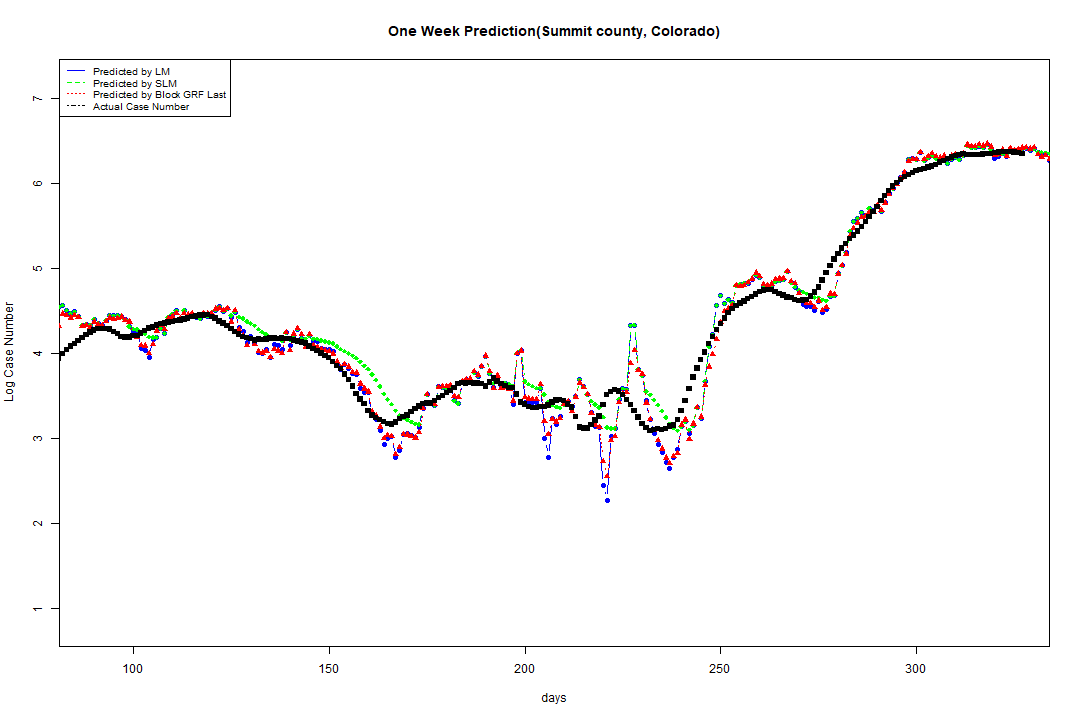 One Week Prediction(Summit county, Colorado)
Predicted by LM
Predicted by SLM
Predicted by Block GRF Last
Actual Case Number
7
6
5
4
3
2
1
Log Case Number
100 150 200 250 300
days